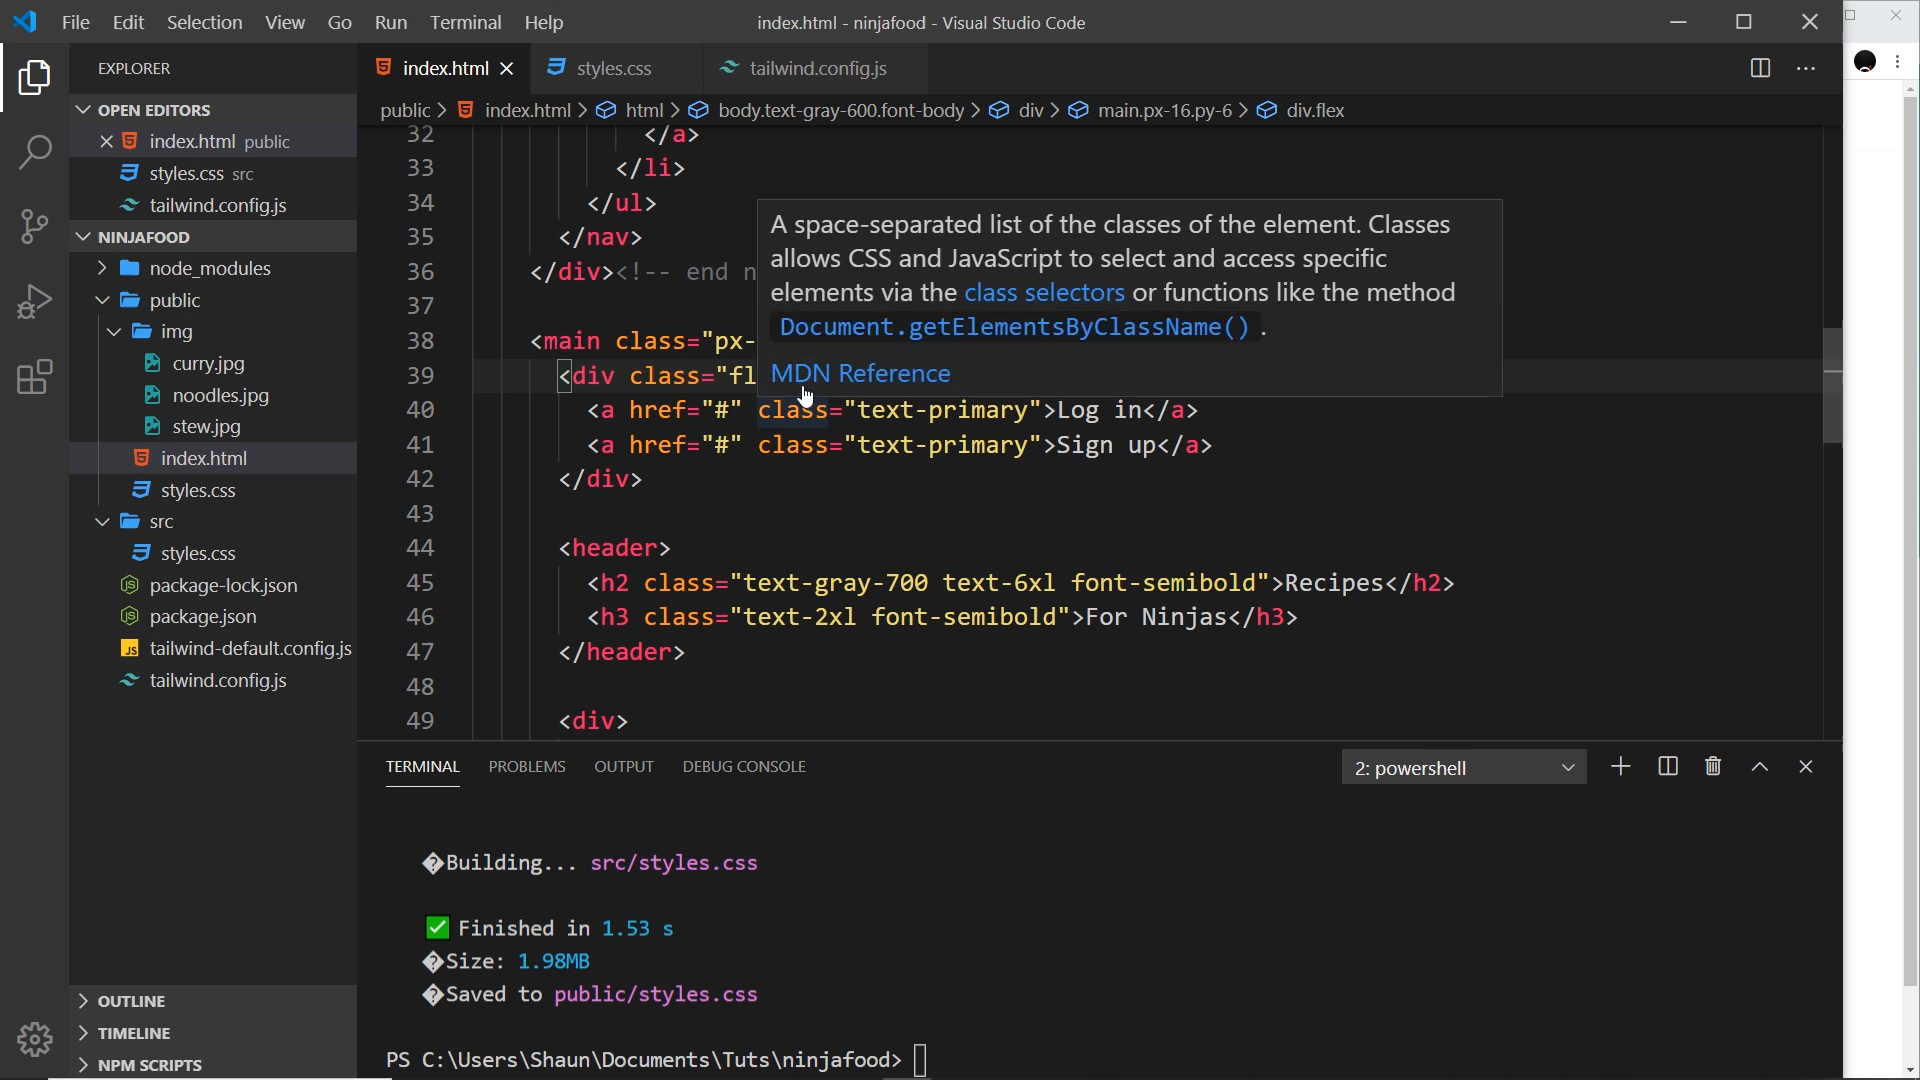 File Edit Selection View Go Run Terminal Help
index.html - ninjafood - Visual Studio Code
EXPLORER
OPEN EDITORS
index.html public
styles.css src
tailwind.config.js
NINJAFOOD
node_modules
public
img
curry.jpg
noodles.jpg
stew.jpg
index.html
styles.css
src
styles.css
package-lock.json
package.json
tailwind-default.config.js
tailwind.config.js
OUTLINE
TIMELINE
NPM SCRIPTS
index.html styles.css tailwind.config.js
public > index.html > html > body.text-gray-600.font-body > div > main.px-16.py-6 > div.flex
32 </a>
33 </li>
34 </ul>
35 </nav>
36 </div><!-- end n
37
38 <main class="px-
39 <div class="fl
40 <a href="#" class="text-primary">Log in</a>
41 <a href="#" class="text-primary">Sign up</a>
42 </div>
43
44 <header>
45 <h2 class="text-gray-700 text-6xl font-semibold">Recipes</h2>
46 <h3 class="text-2xl font-semibold">For Ninjas</h3>
47 </header>
48
49 <div>
A space-separated list of the classes of the element. Classes
allows CSS and JavaScript to select and access specific
elements via the class selectors or functions like the method
Document.getElementsByClassName() .
MDN Reference
TERMINAL PROBLEMS OUTPUT DEBUG CONSOLE
2: powershell
�Building... src/styles.css
✅ Finished in 1.53 s
�Size: 1.98MB
�Saved to public/styles.css
PS C:\Users\Shaun\Documents\Tuts\ninjafood>